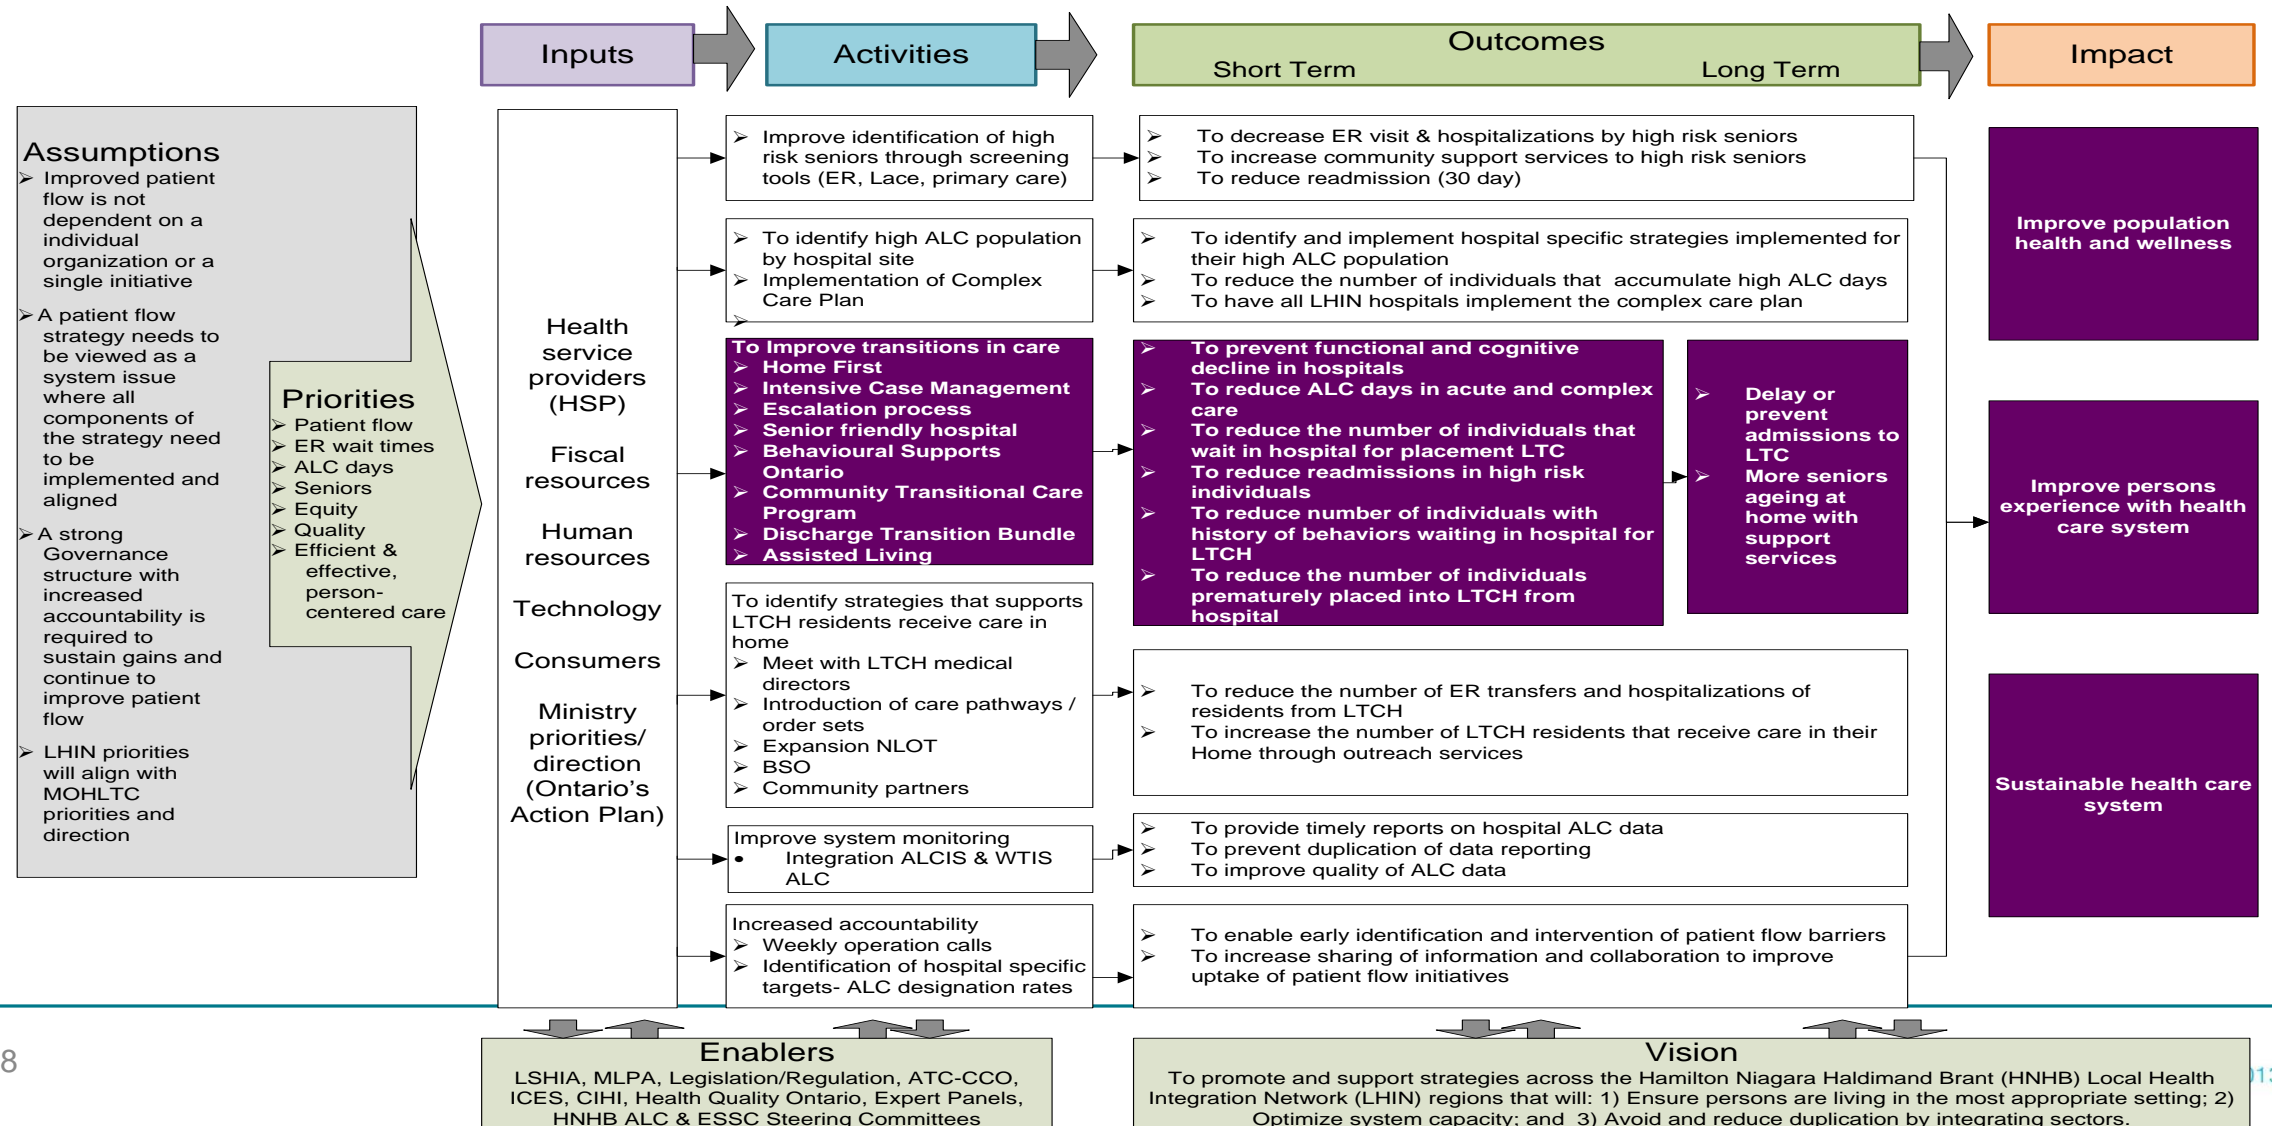 Inputs
Activities
Outcomes
Short Term
Long Term
Impact
Assumptions
➢ Improved patient
flow is not
dependent on a
individual
organization or a
single initiative
➢ A patient flow
strategy needs to
be viewed as a
system issue
where all
components of
the strategy need
to be
implemented and
aligned
➢ A strong
Governance
structure with
increased
accountability is
required to
sustain gains and
continue to
improve patient
flow
➢ LHIN priorities
will align with
MOHLTC
priorities and
direction
Priorities
➢ Patient flow
➢ ER wait times
➢ ALC days
➢ Seniors
➢ Equity
➢ Quality
➢ Efficient &
effective,
person-
centered care
Health
service
providers
(HSP)
Fiscal
resources
Human
resources
Technology
Consumers
Ministry
priorities/
direction
(Ontario’s
Action Plan)
➢ Improve identification of high
risk seniors through screening
tools (ER, Lace, primary care)
➢ To decrease ER visit & hospitalizations by high risk seniors
➢ To increase community support services to high risk seniors
➢ To reduce readmission (30 day)
➢ To identify high ALC population
by hospital site
➢ Implementation of Complex
Care Plan
➢
➢ To identify and implement hospital specific strategies implemented for
their high ALC population
➢ To reduce the number of individuals that accumulate high ALC days
➢ To have all LHIN hospitals implement the complex care plan
To Improve transitions in care
➢ Home First
➢ Intensive Case Management
➢ Escalation process
➢ Senior friendly hospital
➢ Behavioural Supports
Ontario
➢ Community Transitional Care
Program
➢ Discharge Transition Bundle
➢ Assisted Living
➢ To prevent functional and cognitive
decline in hospitals
➢ To reduce ALC days in acute and complex
care
➢ To reduce the number of individuals that
wait in hospital for placement LTC
➢ To reduce readmissions in high risk
individuals
➢ To reduce number of individuals with
history of behaviors waiting in hospital for
LTCH
➢ To reduce the number of individuals
prematurely placed into LTCH from
hospital
➢ Delay or
prevent
admissions to
LTC
➢ More seniors
ageing at
home with
support
services
To identify strategies that supports
LTCH residents receive care in
home
➢ Meet with LTCH medical
directors
➢ Introduction of care pathways /
order sets
➢ Expansion NLOT
➢ BSO
➢ Community partners
➢ To reduce the number of ER transfers and hospitalizations of
residents from LTCH
➢ To increase the number of LTCH residents that receive care in their
Home through outreach services
Improve system monitoring
• Integration ALCIS & WTIS
ALC
➢ To provide timely reports on hospital ALC data
➢ To prevent duplication of data reporting
➢ To improve quality of ALC data
Increased accountability
➢ Weekly operation calls
➢ Identification of hospital specific
targets- ALC designation rates
➢ To enable early identification and intervention of patient flow barriers
➢ To increase sharing of information and collaboration to improve
uptake of patient flow initiatives
Improve population
health and wellness
Improve persons
experience with health
care system
Sustainable health care
system
8
Enablers
LSHIA, MLPA, Legislation/Regulation, ATC-CCO,
ICES, CIHI, Health Quality Ontario, Expert Panels,
HNHB ALC & ESSC Steering Committees
Vision
To promote and support strategies across the Hamilton Niagara Haldimand Brant (HNHB) Local Health
Integration Network (LHIN) regions that will: 1) Ensure persons are living in the most appropriate setting; 2)
Optimize system capacity; and 3) Avoid and reduce duplication by integrating sectors.